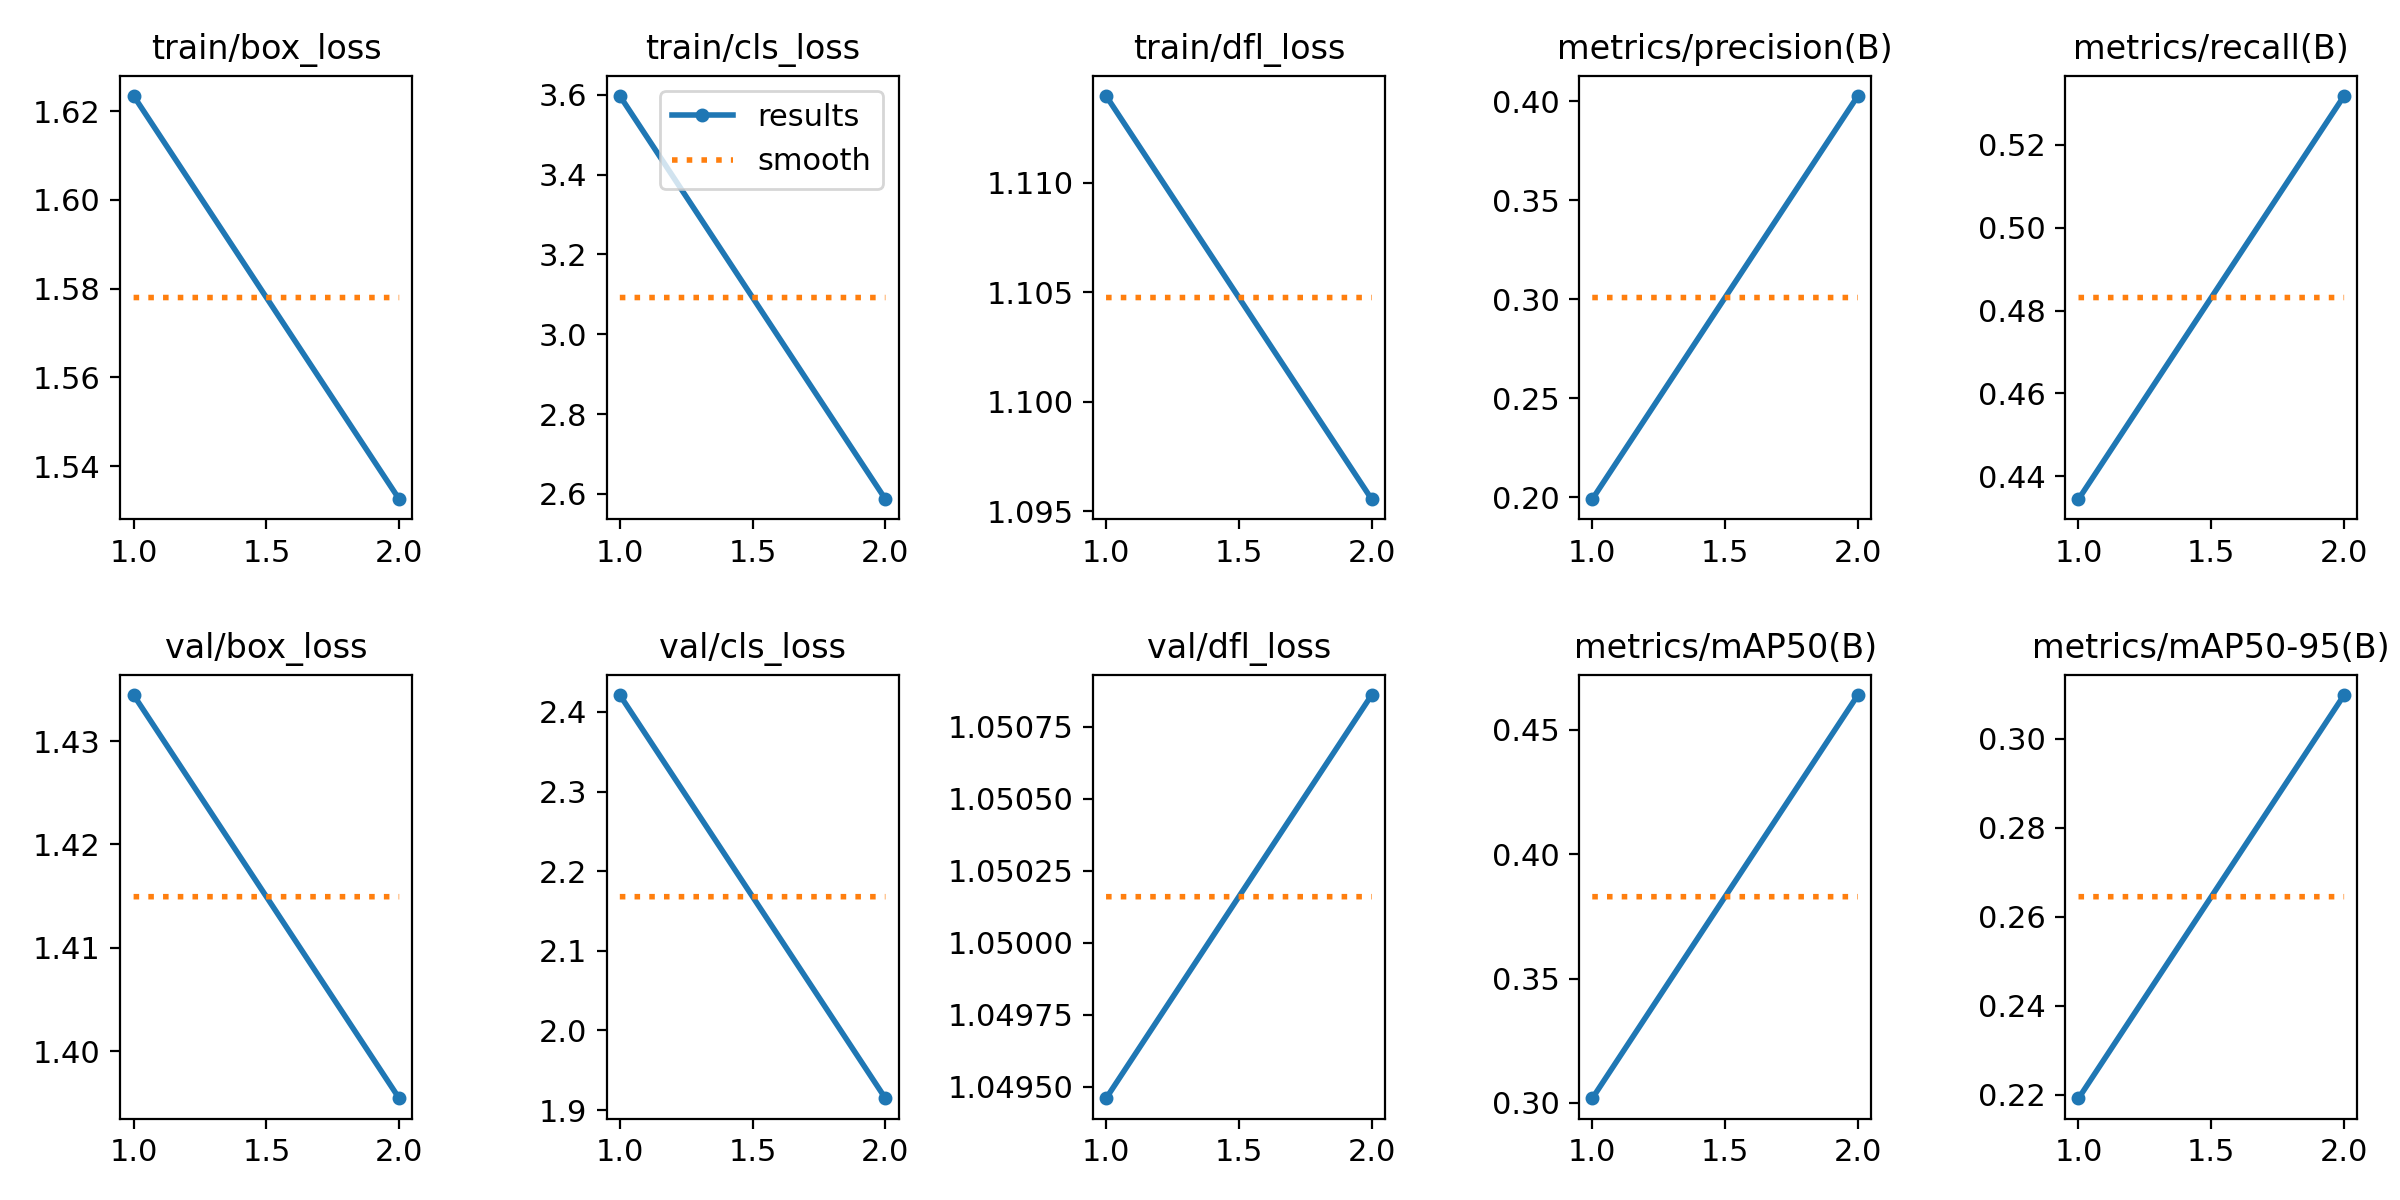 train/box_loss
1.62
1.60
1.58
1.56
1.54
1.0 1.5 2.0
train/cls_loss
3.6
3.4
3.2
3.0
2.8
2.6
results
smooth
1.0 1.5 2.0
train/dfl_loss
1.110
1.105
1.100
1.095
1.0 1.5 2.0
metrics/precision(B)
0.40
0.35
0.30
0.25
0.20
1.0 1.5 2.0
metrics/recall(B)
0.52
0.50
0.48
0.46
0.44
1.0 1.5 2.0
val/box_loss
1.43
1.42
1.41
1.40
1.0 1.5 2.0
val/cls_loss
2.4
2.3
2.2
2.1
2.0
1.9
1.0 1.5 2.0
val/dfl_loss
1.05075
1.05050
1.05025
1.05000
1.04975
1.04950
1.0 1.5 2.0
metrics/mAP50(B)
0.45
0.40
0.35
0.30
1.0 1.5 2.0
metrics/mAP50-95(B)
0.30
0.28
0.26
0.24
0.22
1.0 1.5 2.0